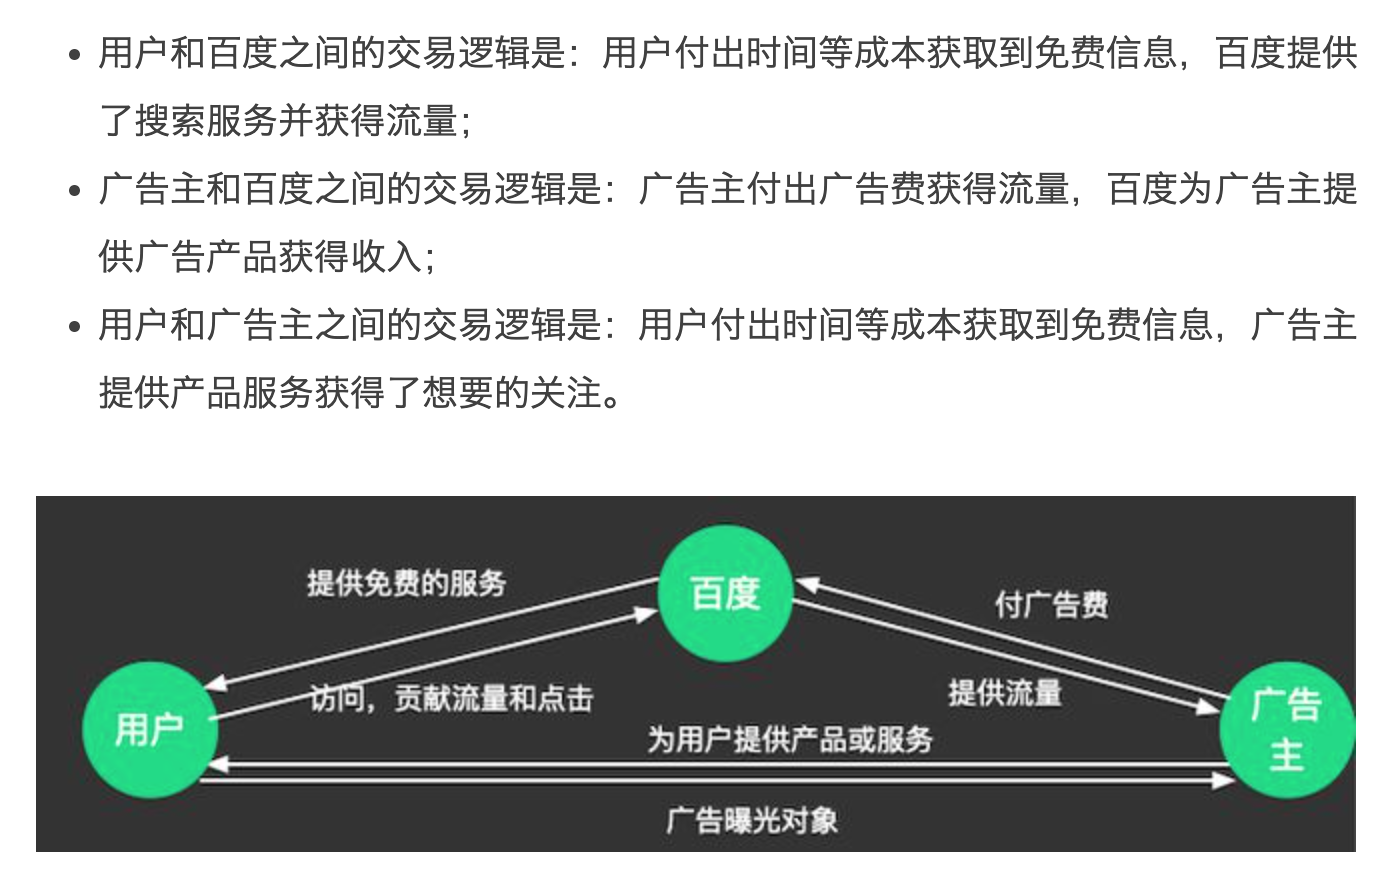 用户和百度之间的交易逻辑是：用户付出时间等成本获取到免费信息，百度提供
了搜索服务并获得流量；
广告主和百度之间的交易逻辑是：广告主付出广告费获得流量，百度为广告主提
供广告产品获得收入；
用户和广告主之间的交易逻辑是：用户付出时间等成本获取到免费信息，广告主
提供产品服务获得了想要的关注。
提供免费的服务
百度
付广告费
访问，贡献流量和点击
提供流量
用户
广告
主
为用户提供产品或服务
广告曝光对象